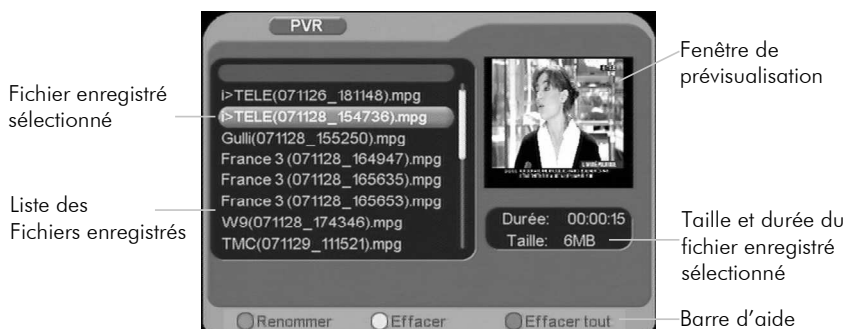 PVR
Fichier enregistré
sélectionné
Liste des
Fichiers enregistrés
i>TELE(071126_181148).mpg
i>TELE(071128_154736).mpg
Gulli(071128_155250).mpg
France 3 (071128_164947).mpg
France 3 (071128_165635).mpg
France 3 (071128_165653).mpg
W9(071128_174346).mpg
TMC(071129_111521).mpg
Fenêtre de
prévisualisation
Durée: 00:00:15
Taille: 6MB
Taille et durée du
fichier enregistré
sélectionné
Renommer
Effacer
Effacer tout
Barre d’aide